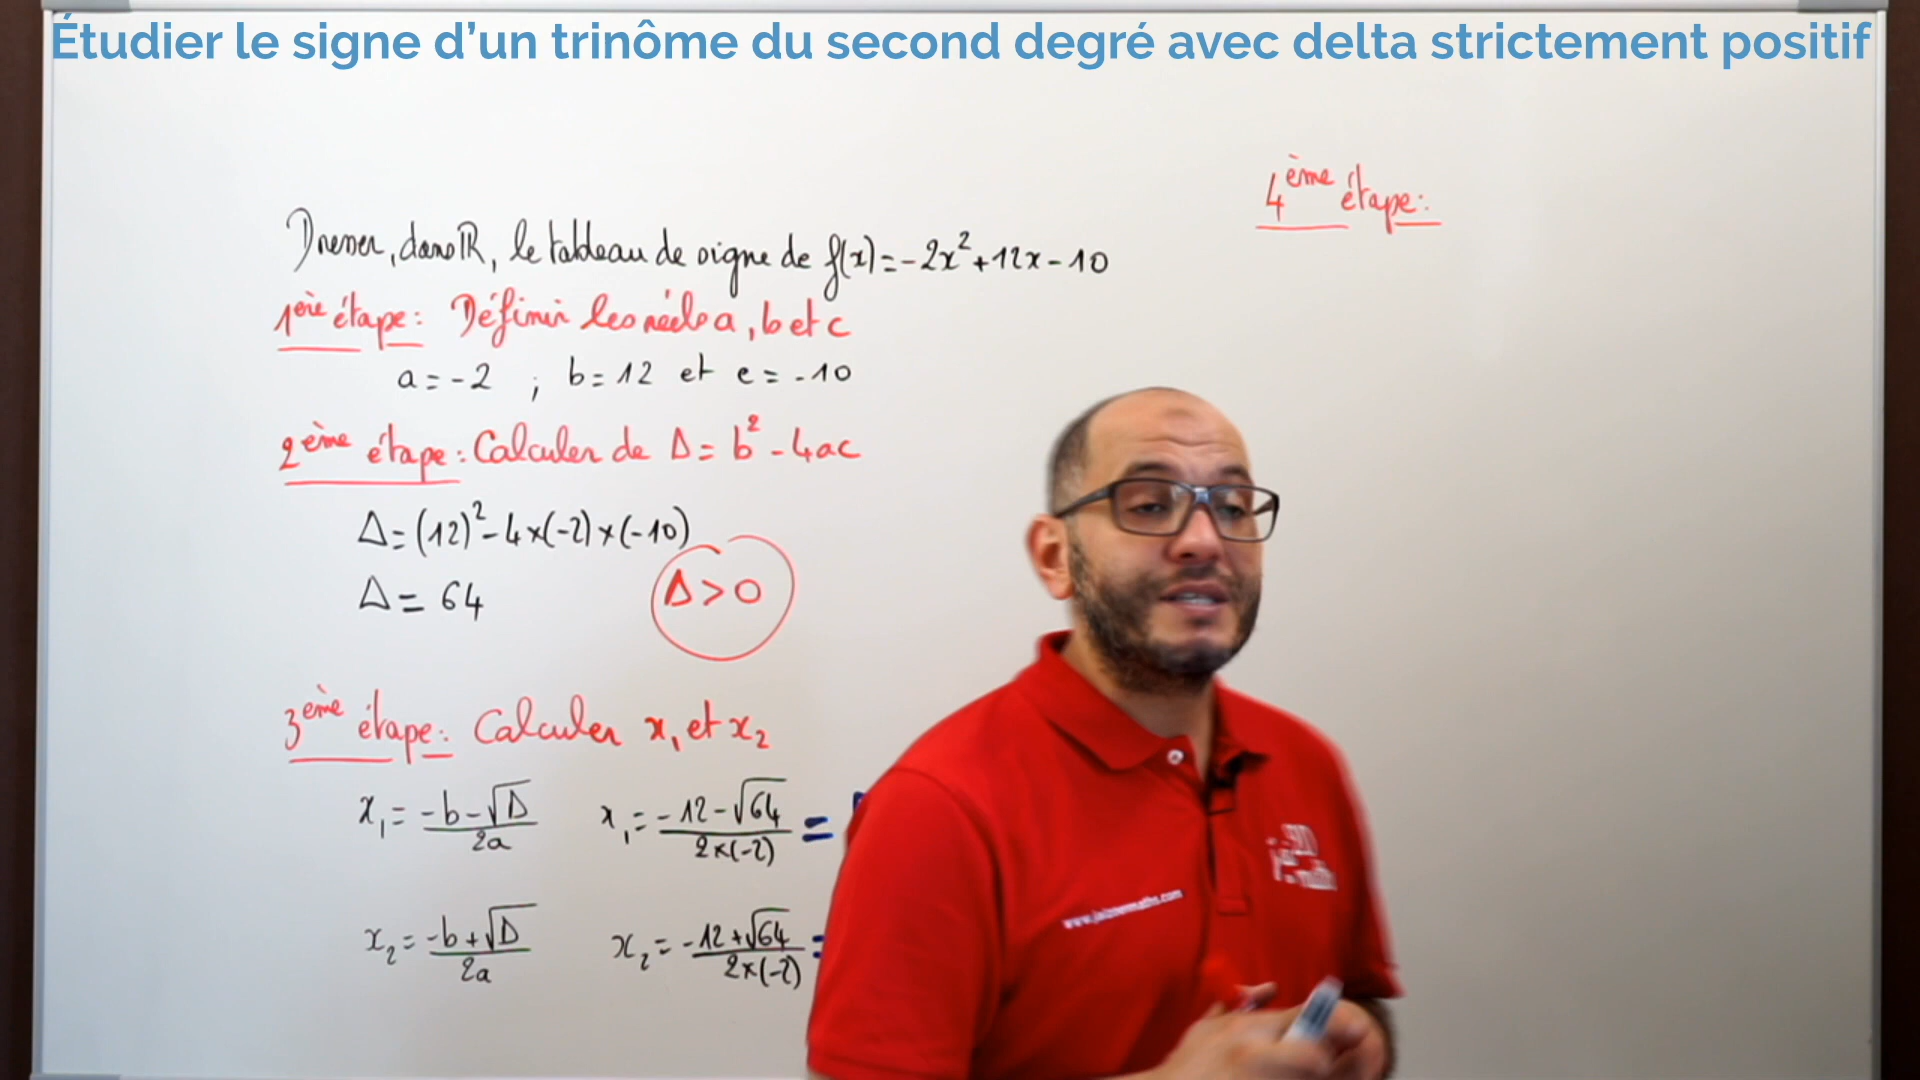 Étudier le signe d’un trinôme du second degré avec delta strictement positif
Dresser, dans ℝ, le tableau de signe de f(x)=-2x²+12x-10
1ère étape: Définir les réels a, b et c
a=-2 ; b=12 et c=-10
2ème étape: Calculer de Δ=b²-4ac
Δ=(12)²-4×(-2)×(-10)
Δ=64 Δ>0
3ème étape: Calculer x₁ et x₂
x₁=(-b-√Δ)/2a x₁=(-12-√64)/(2×(-2)) =
x₂=(-b+√Δ)/2a x₂=(-12+√64)/(2×(-2)) =
4ème étape: